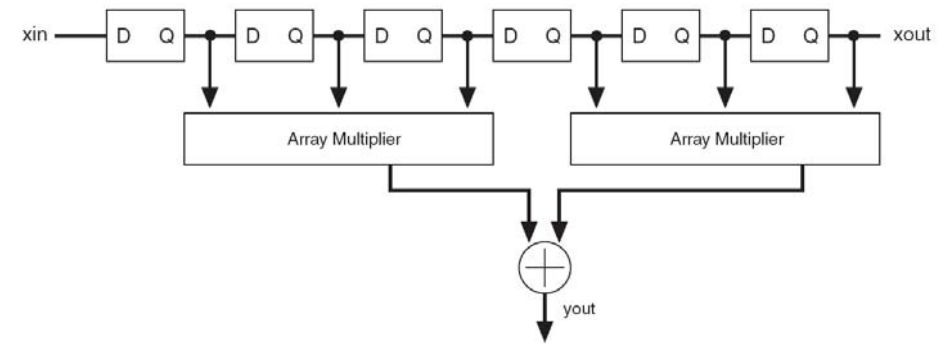 xin D Q D Q D Q D Q D Q D Q xout
Array Multiplier Array Multiplier
yout